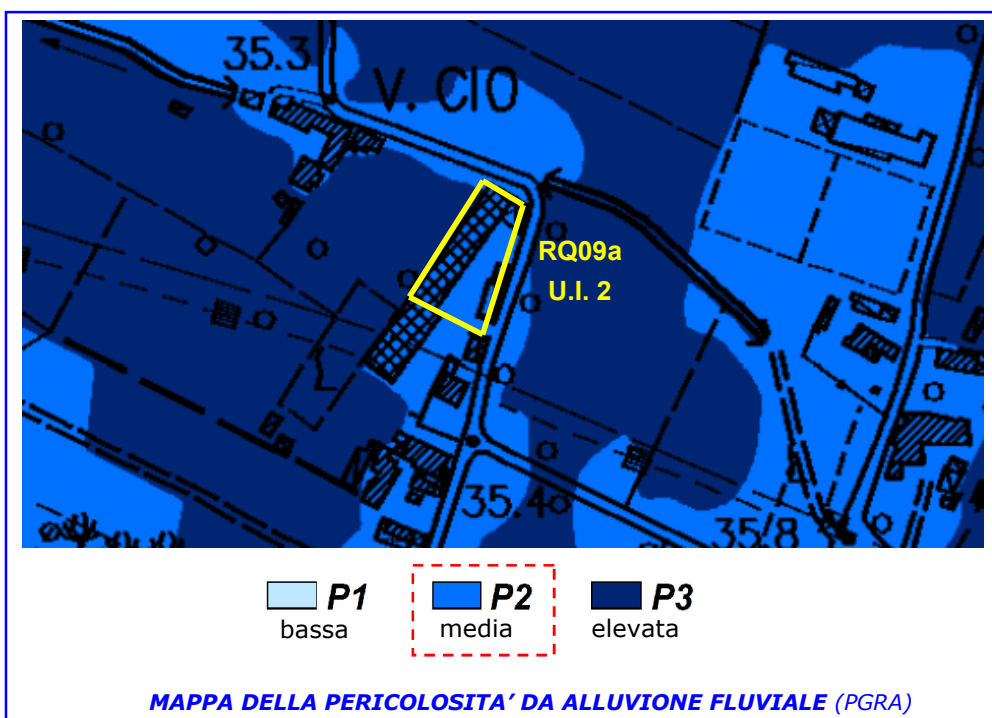 35.3
V. CIO
RQ09a
U.I. 2
35.4
35.8
P1
bassa
P2
media
P3
elevata
MAPPA DELLA PERICOLOSITA’ DA ALLUVIONE FLUVIALE (PGRA)